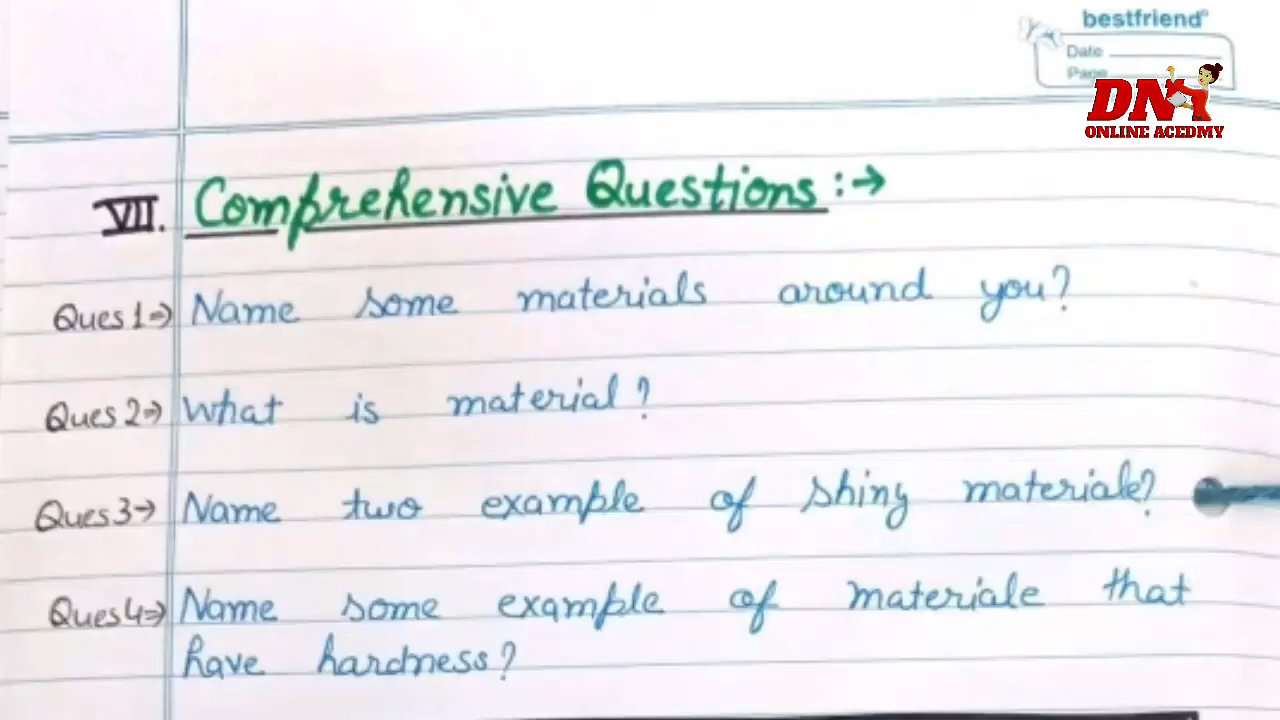 bestfriend
Date
Page
DN
ONLINE ACEDMY
VII. Comprehensive Questions :→
Ques 1⇒ Name some materials around you?
Ques 2⇒ What is material?
Ques 3→ Name two example of shiny materiale?
Ques 4⇒ Name some example of materiale that
have hardness?